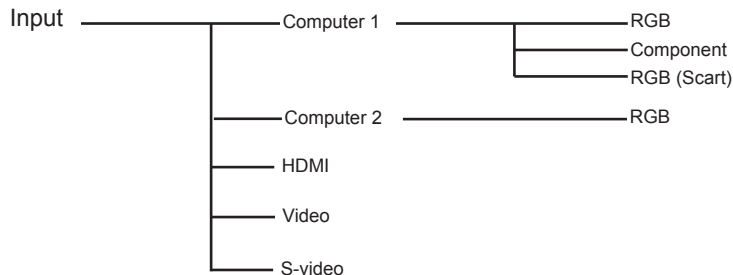 Input
Computer 1
RGB
Component
RGB (Scart)
Computer 2
RGB
HDMI
Video
S-video